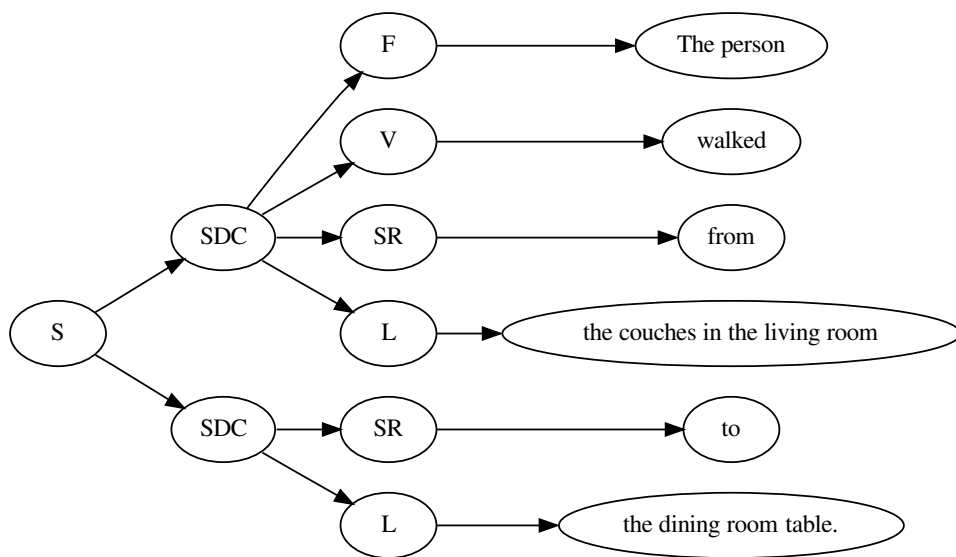 F The person
V walked
SDC SR from
S L the couches in the living room
SDC SR to
L the dining room table.